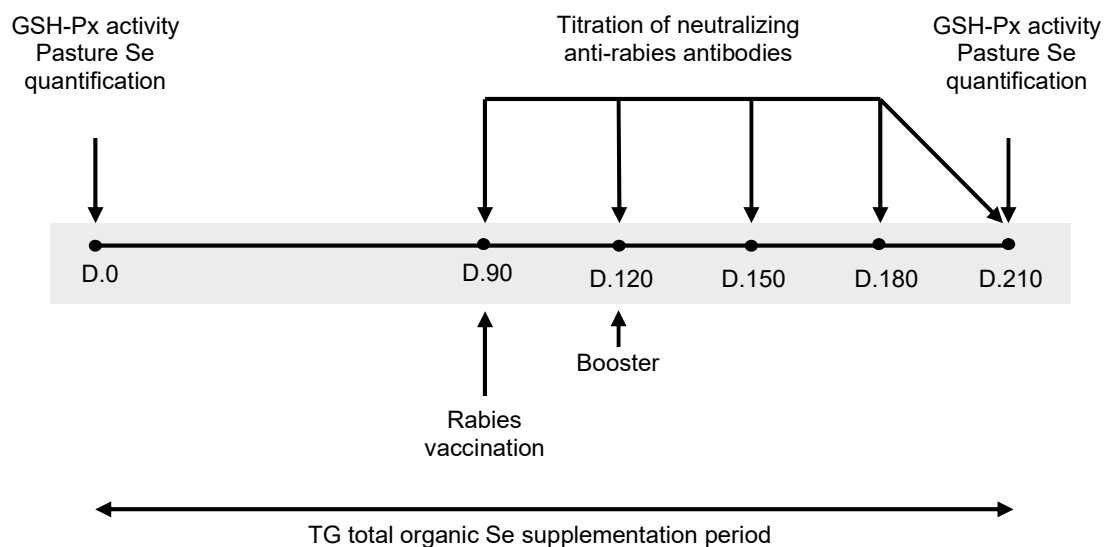 GSH-Px activity
Pasture Se
quantification
Titration of neutralizing
anti-rabies antibodies
GSH-Px activity
Pasture Se
quantification
D.0
D.90
D.120
D.150
D.180
D.210
Booster
Rabies
vaccination
TG total organic Se supplementation period